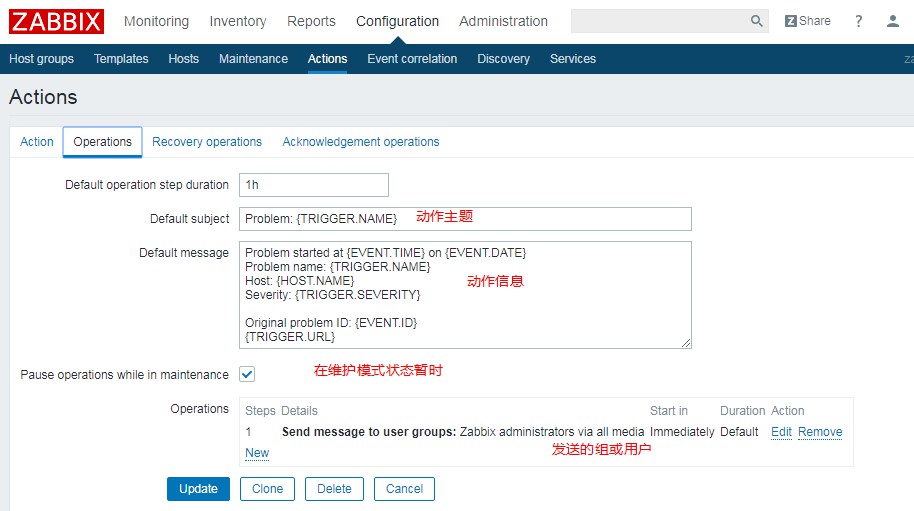 ZABBIX Monitoring Inventory Reports Configuration Administration Z Share ?
Host groups Templates Hosts Maintenance Actions Event correlation Discovery Services za
Actions
Action Operations Recovery operations Acknowledgement operations
Default operation step duration 1h
Default subject Problem: {TRIGGER.NAME} 动作主题
Default message Problem started at {EVENT.TIME} on {EVENT.DATE}
Problem name: {TRIGGER.NAME}
Host: {HOST.NAME} 动作信息
Severity: {TRIGGER.SEVERITY}
Original problem ID: {EVENT.ID}
{TRIGGER.URL}
Pause operations while in maintenance 在维护模式状态暂时
Operations Steps Details Start in Duration Action
1 Send message to user groups: Zabbix administrators via all media Immediately Default Edit Remove
New 发送的组或用户
Update Clone Delete Cancel